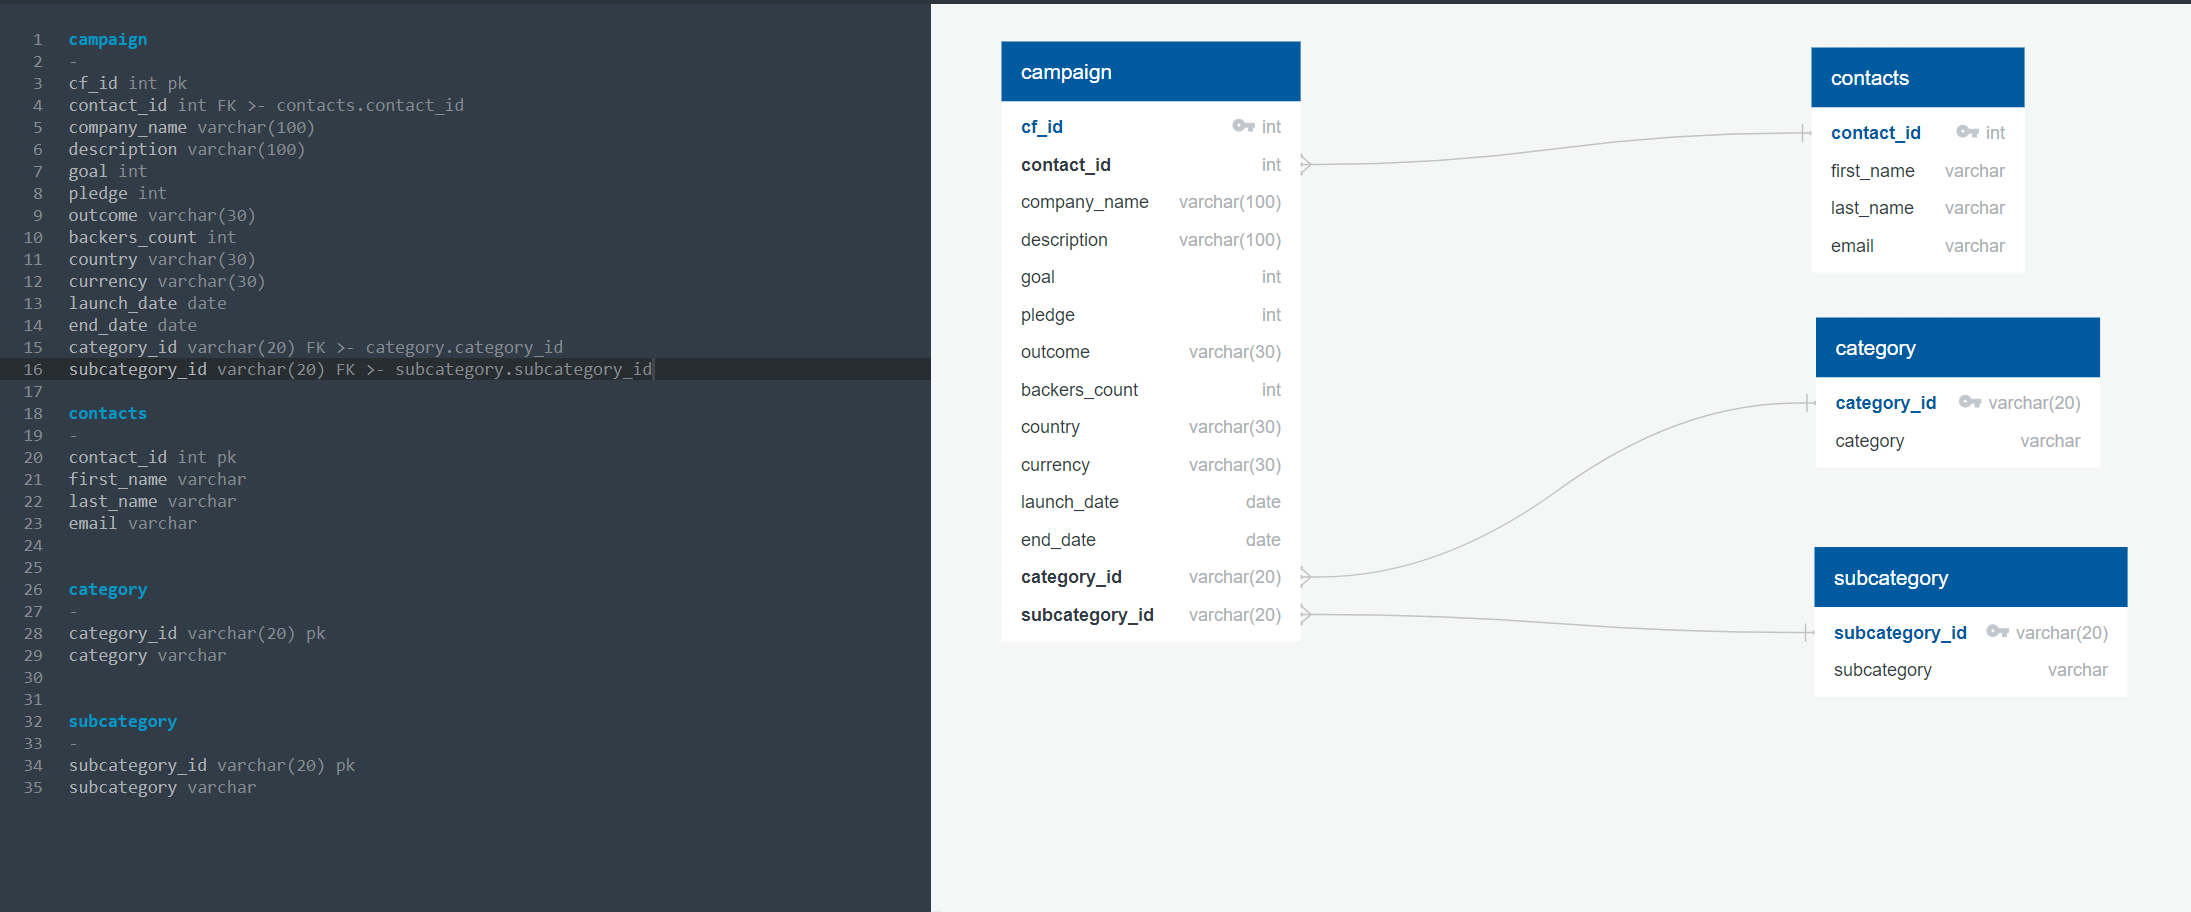 1 campaign
2 -
3 cf_id int pk
4 contact_id int FK >- contacts.contact_id
5 company_name varchar(100)
6 description varchar(100)
7 goal int
8 pledge int
9 outcome varchar(30)
10 backers_count int
11 country varchar(30)
12 currency varchar(30)
13 launch_date date
14 end_date date
15 category_id varchar(20) FK >- category.category_id
16 subcategory_id varchar(20) FK >- subcategory.subcategory_id
17
18 contacts
19 -
20 contact_id int pk
21 first_name varchar
22 last_name varchar
23 email varchar
24
25
26 category
27 -
28 category_id varchar(20) pk
29 category varchar
30
31
32 subcategory
33 -
34 subcategory_id varchar(20) pk
35 subcategory varchar
campaign
cf_id int
contact_id int
company_name varchar(100)
description varchar(100)
goal int
pledge int
outcome varchar(30)
backers_count int
country varchar(30)
currency varchar(30)
launch_date date
end_date date
category_id varchar(20)
subcategory_id varchar(20)
contacts
contact_id int
first_name varchar
last_name varchar
email varchar
category
category_id varchar(20)
category varchar
subcategory
subcategory_id varchar(20)
subcategory varchar